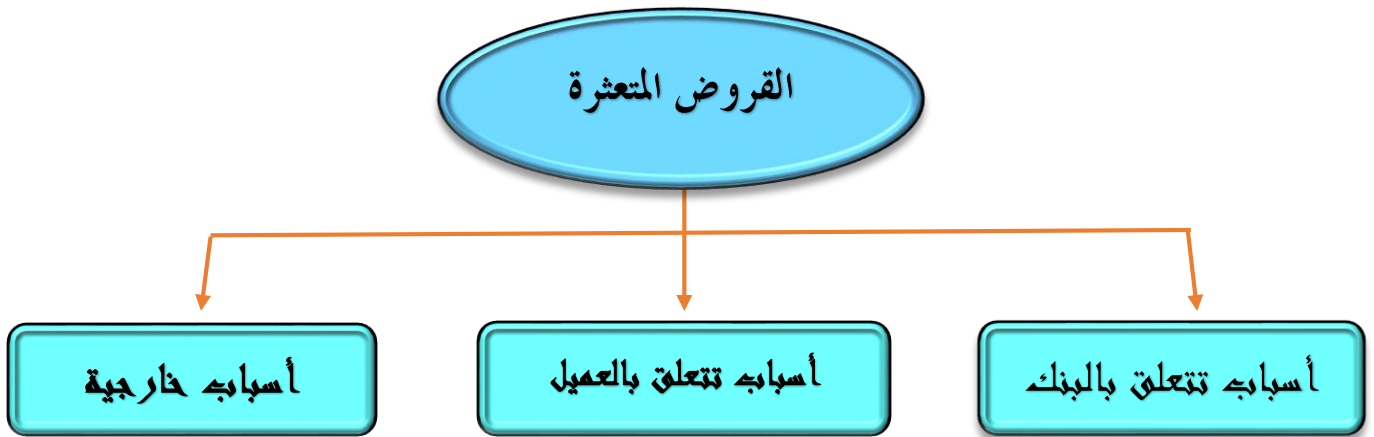 القروض المتعثرة
أسباب تتعلق بالبنك
أسباب تتعلق بالعميل
أسباب خارجية